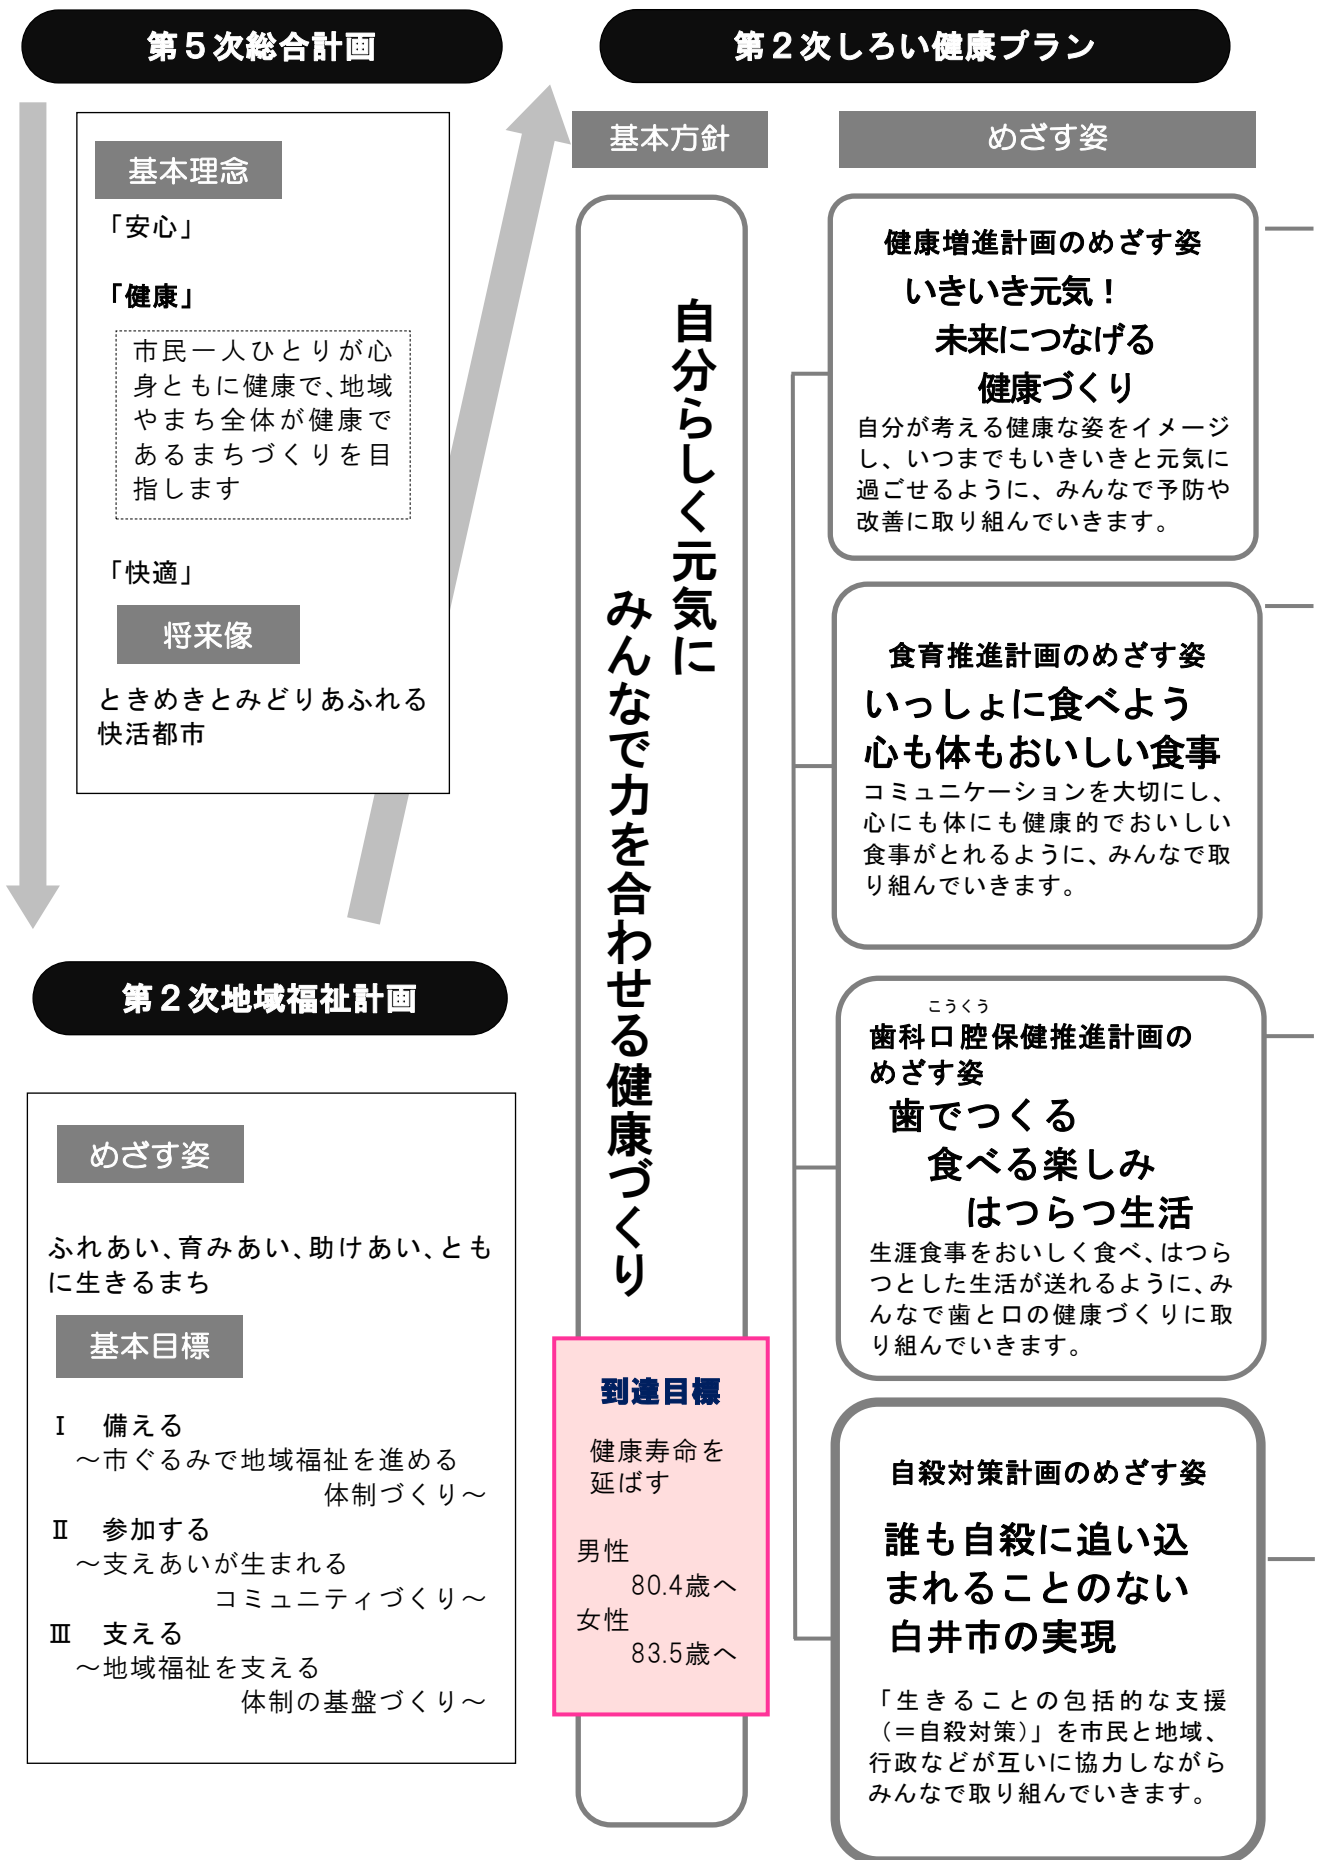 第５次総合計画
基本理念
「安心」
「健康」
市民一人ひとりが心
身ともに健康で、地域
やまち全体が健康で
あるまちづくりを目
指します
「快適」
将来像
ときめきとみどりあふれる
快活都市
第２次地域福祉計画
めざす姿
ふれあい、育みあい、助けあい、とも
に生きるまち
基本目標
Ⅰ　備える
～市ぐるみで地域福祉を進める
体制づくり～
Ⅱ　参加する
～支えあいが生まれる
コミュニティづくり～
Ⅲ　支える
～地域福祉を支える
体制の基盤づくり～
第２次しろい健康プラン
基本方針
自分らしく元気に
みんなで力を合わせる健康づくり
到達目標
健康寿命を
延ばす
男性
80.4歳へ
女性
83.5歳へ
めざす姿
健康増進計画のめざす姿
いきいき元気！
未来につなげる
健康づくり
自分が考える健康な姿をイメージ
し、いつまでもいきいきと元気に
過ごせるように、みんなで予防や
改善に取り組んでいきます。
食育推進計画のめざす姿
いっしょに食べよう
心も体もおいしい食事
コミュニケーションを大切にし、
心にも体にも健康的でおいしい
食事がとれるように、みんなで取
り組んでいきます。
こうくう
歯科口腔保健推進計画の
めざす姿
歯でつくる
食べる楽しみ
はつらつ生活
生涯食事をおいしく食べ、はつら
つとした生活が送れるように、み
んなで歯と口の健康づくりに取
り組んでいきます。
自殺対策計画のめざす姿
誰も自殺に追い込
まれることのない
白井市の実現
「生きることの包括的な支援
（＝自殺対策）」を市民と地域、
行政などが互いに協力しながら
みんなで取り組んでいきます。